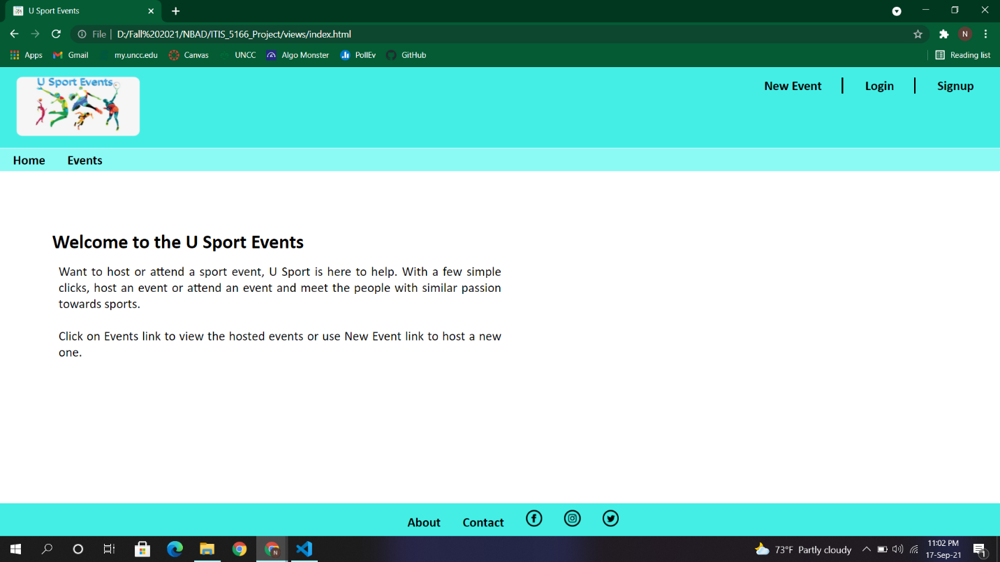 U Sport Events
File | D:/Fall%202021/NBAD/ITIS_5166_Project/views/index.html
N
Apps Gmail my.uncc.edu Canvas UNCC Algo Monster PollEv GitHub Reading list
U Sport Events
New Event Login Signup
Home Events
Welcome to the U Sport Events
Want to host or attend a sport event, U Sport is here to help. With a few simple
clicks, host an event or attend an event and meet the people with similar passion
towards sports.
Click on Events link to view the hosted events or use New Event link to host a new
one.
About Contact
N
73°F Partly cloudy
11:02 PM
17-Sep-21
1